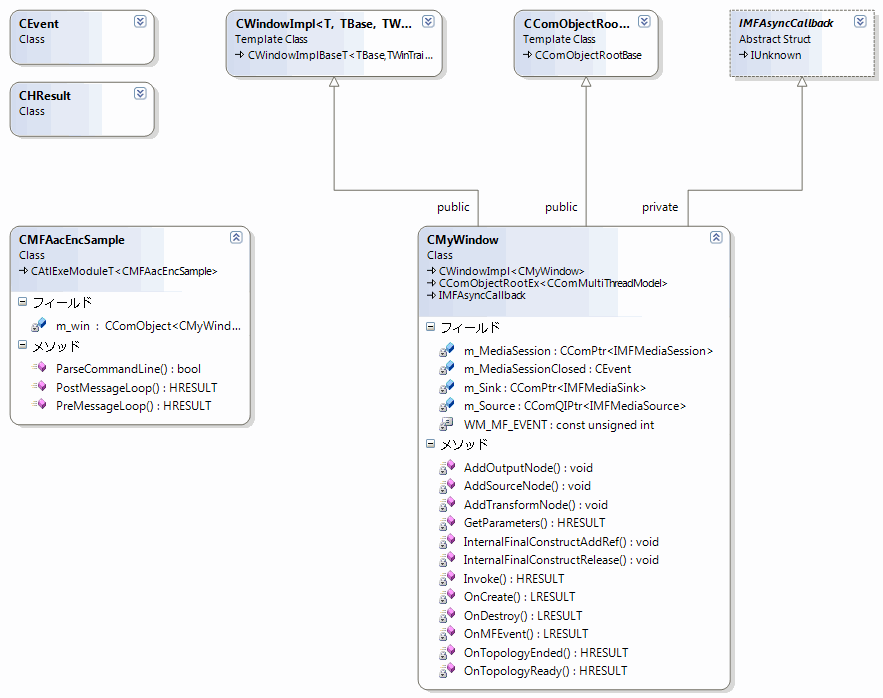 CEvent
Class
CHResult
Class
CWindowImpl<T, TBase, TW...
Template Class
CWindowImplBaseT<TBase,TWinTrai...
CComObjectRoo...
Template Class
CComObjectRootBase
IMFAsyncCallback
Abstract Struct
IUnknown
public
public
private
CMFAacEncSample
Class
CAtlExeModuleT<CMFAacEncSample>
フィールド
m_win : CComObject<CMyWind...
メソッド
ParseCommandLine() : bool
PostMessageLoop() : HRESULT
PreMessageLoop() : HRESULT
CMyWindow
Class
CWindowImpl<CMyWindow>
CComObjectRootEx<CComMultiThreadModel>
IMFAsyncCallback
フィールド
m_MediaSession : CComPtr<IMFMediaSession>
m_MediaSessionClosed : CEvent
m_Sink : CComPtr<IMFMediaSink>
m_Source : CComQIPtr<IMFMediaSource>
WM_MF_EVENT : const unsigned int
メソッド
AddOutputNode() : void
AddSourceNode() : void
AddTransformNode() : void
GetParameters() : HRESULT
InternalFinalConstructAddRef() : void
InternalFinalConstructRelease() : void
Invoke() : HRESULT
OnCreate() : LRESULT
OnDestroy() : LRESULT
OnMFEvent() : LRESULT
OnTopologyEnded() : HRESULT
OnTopologyReady() : HRESULT